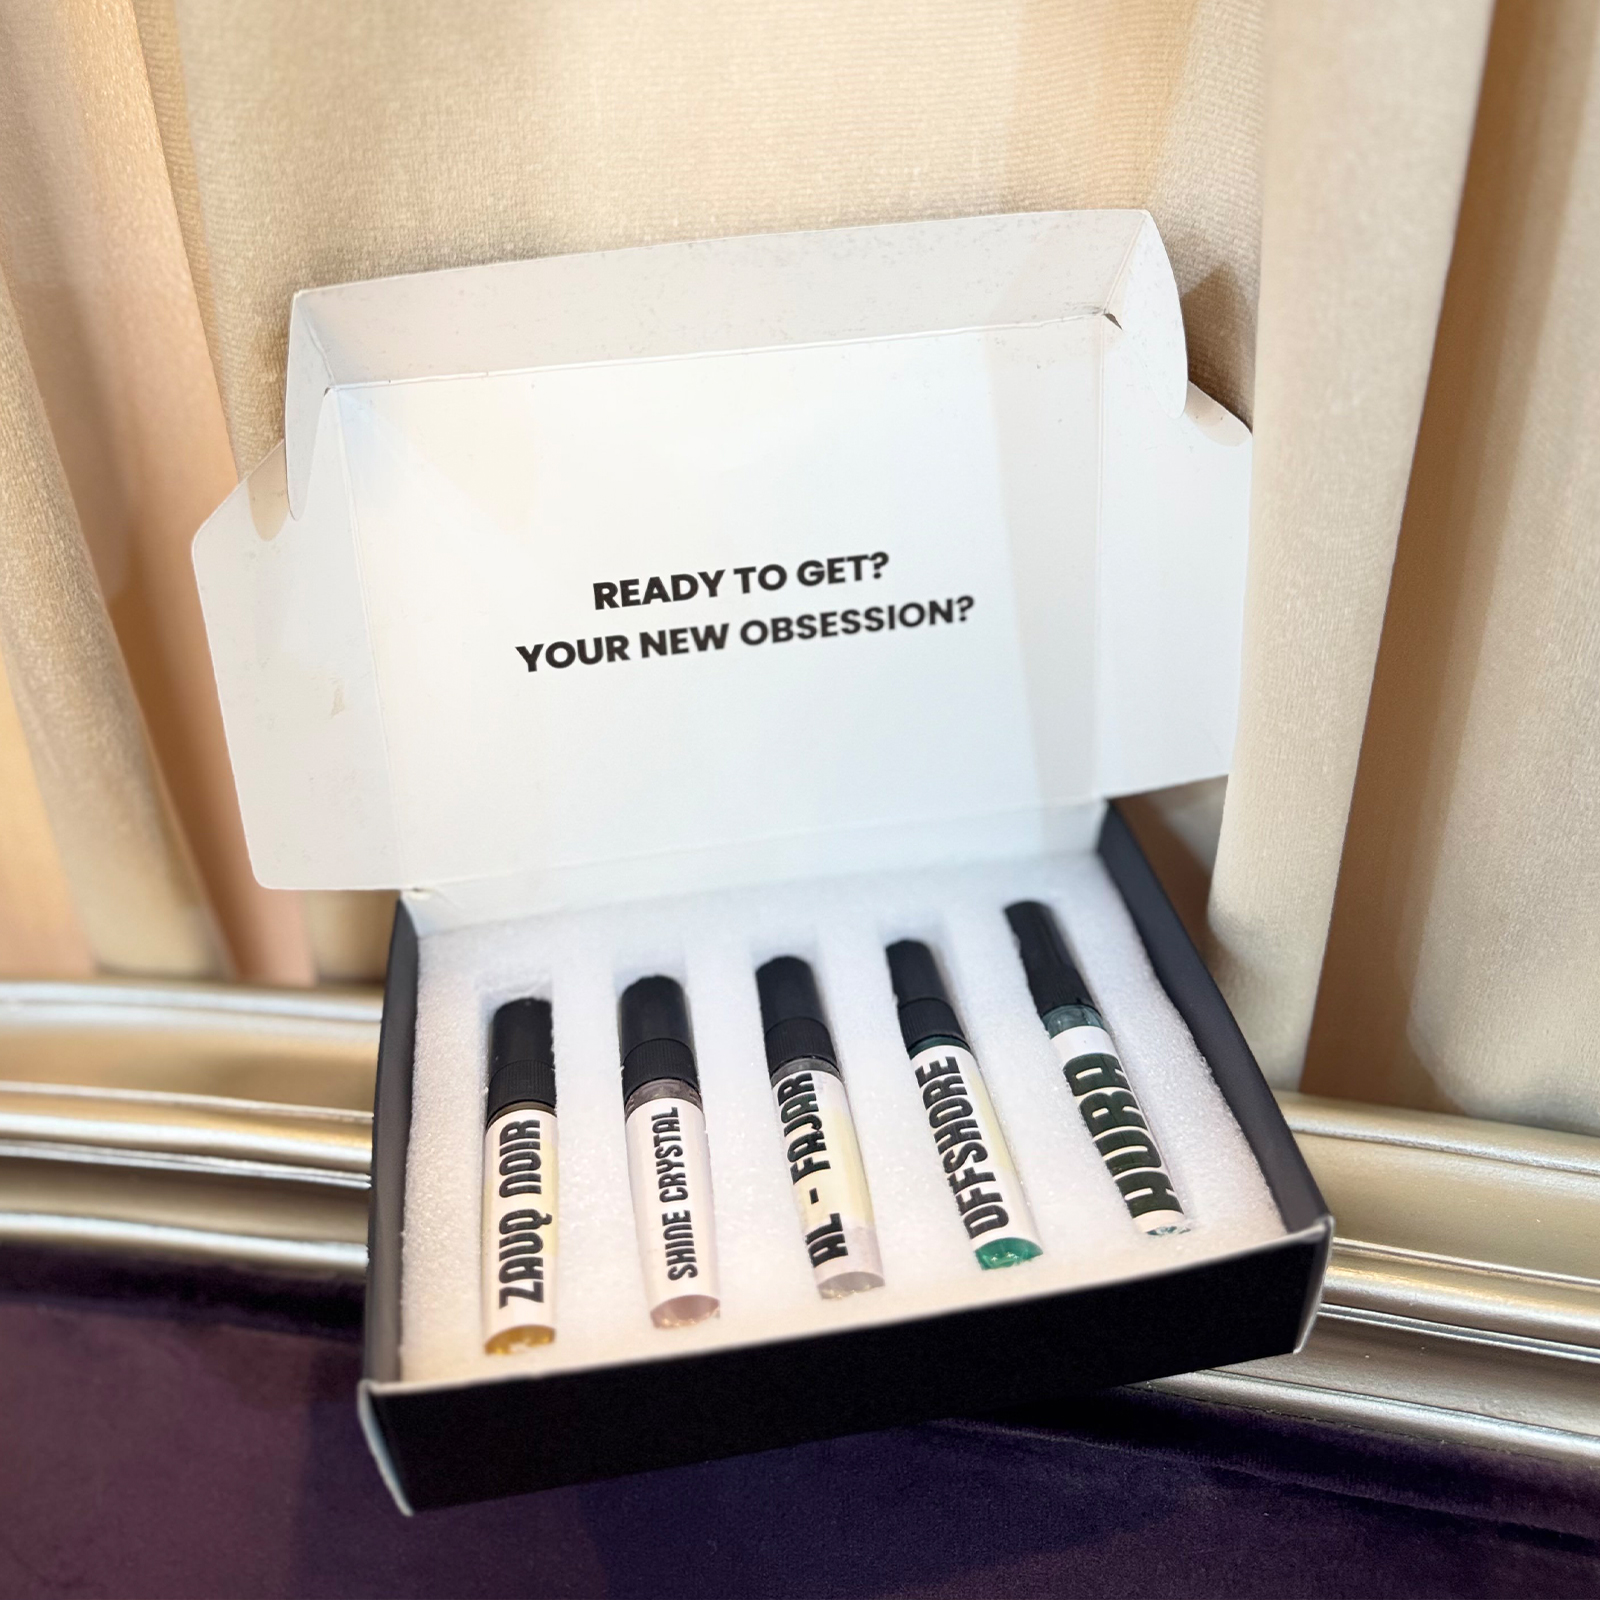 READY TO GET?
YOUR NEW OBSESSION?
ZAUQ NOIR
SHINE CRYSTAL
AL - FAJAR
OFFSHORE
HURA